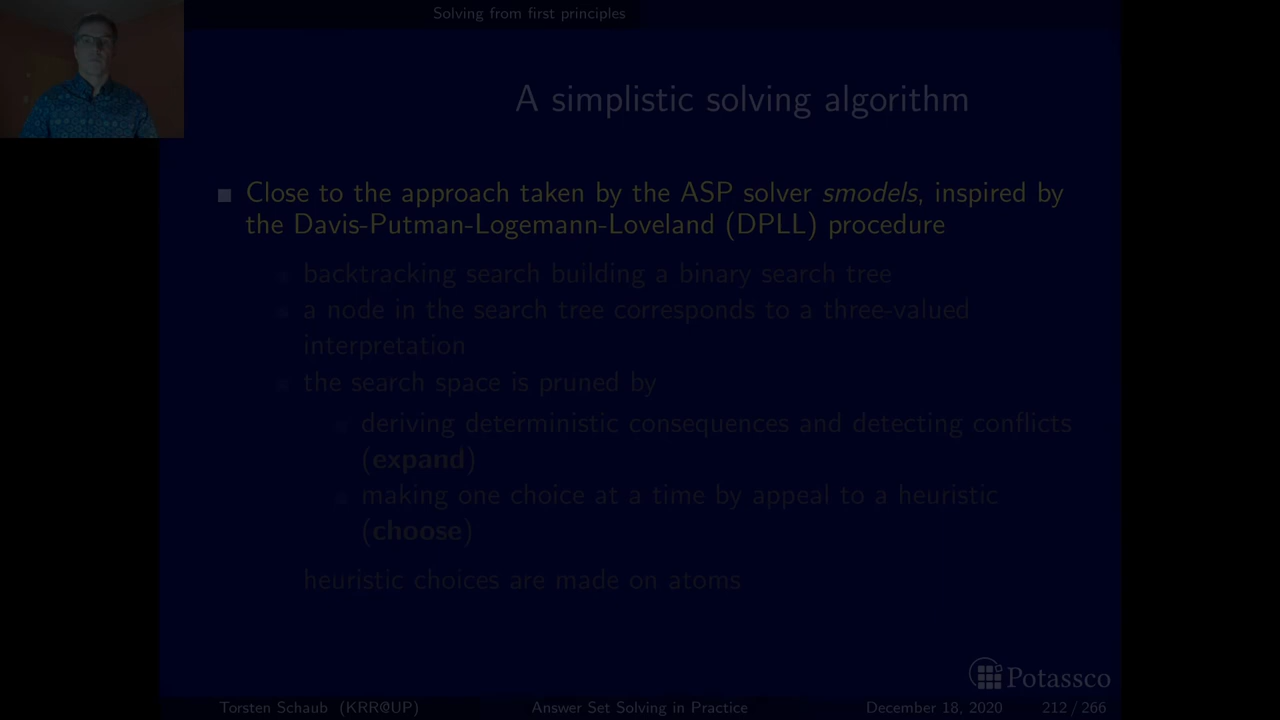 Solving from first principles
A simplistic solving algorithm
Close to the approach taken by the ASP solver smodels, inspired by
the Davis-Putman-Logemann-Loveland (DPLL) procedure
backtracking search building a binary search tree
a node in the search tree corresponds to a three-valued
interpretation
the search space is pruned by
deriving deterministic consequences and detecting conflicts
(expand)
making one choice at a time by appeal to a heuristic
(choose)
heuristic choices are made on atoms
Potassco
Torsten Schaub (KRR@UP) Answer Set Solving in Practice December 18, 2020 212 / 266